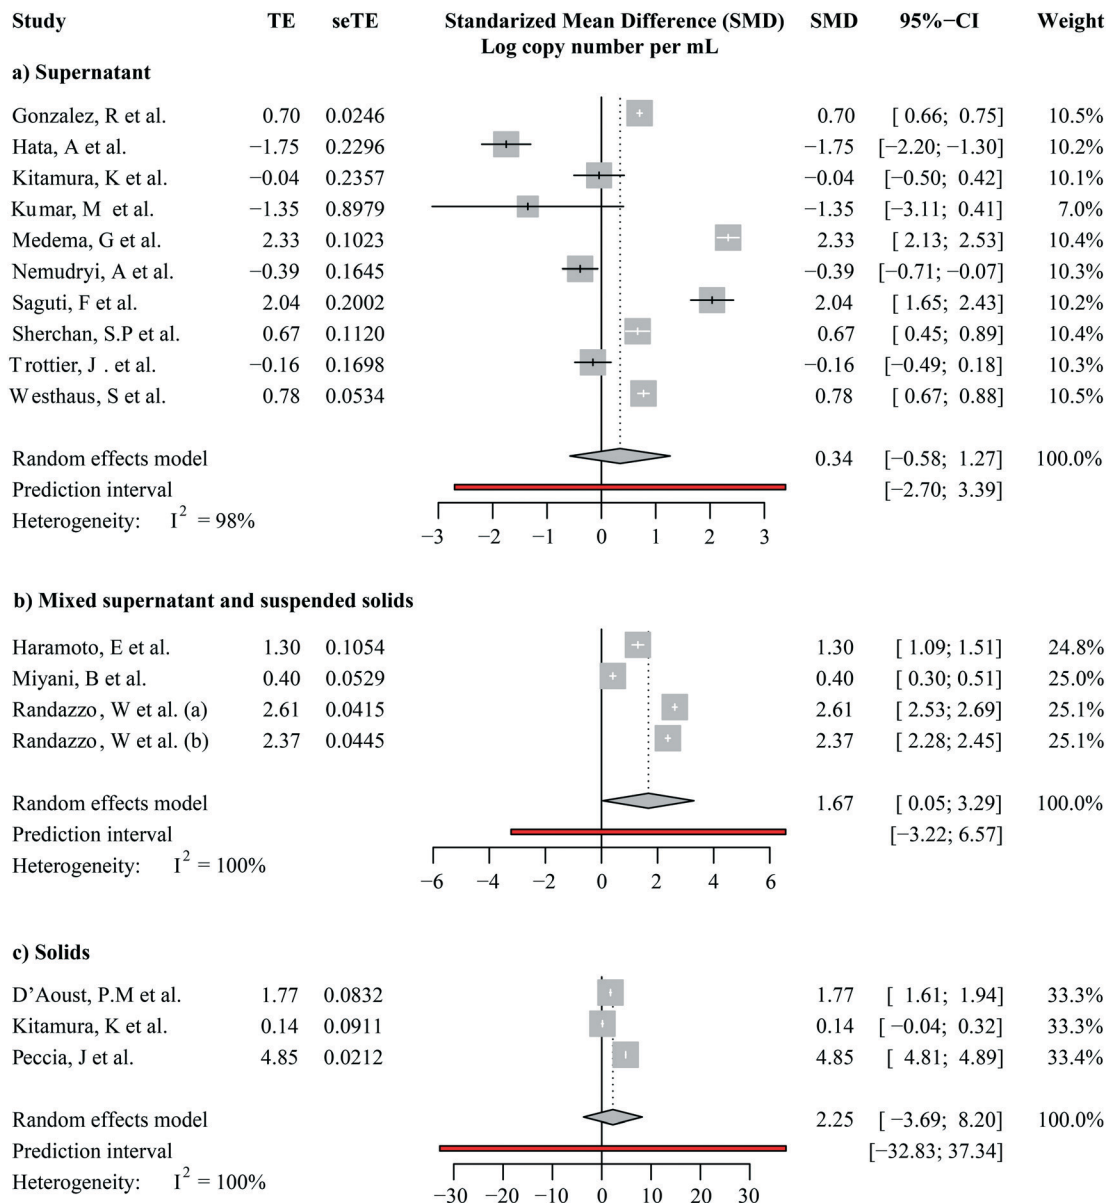 Study TE seTE Standarized Mean Difference (SMD) SMD 95%−CI Weight
Log copy number per mL
a) Supernatant
Gonzalez, R et al. 0.70 0.0246 0.70 [ 0.66; 0.75] 10.5%
Hata, A et al. −1.75 0.2296 −1.75 [−2.20; −1.30] 10.2%
Kitamura, K et al. −0.04 0.2357 −0.04 [−0.50; 0.42] 10.1%
Kumar, M et al. −1.35 0.8979 −1.35 [−3.11; 0.41] 7.0%
Medema, G et al. 2.33 0.1023 2.33 [ 2.13; 2.53] 10.4%
Nemudryi, A et al. −0.39 0.1645 −0.39 [−0.71; −0.07] 10.3%
Saguti, F et al. 2.04 0.2002 2.04 [ 1.65; 2.43] 10.2%
Sherchan, S.P et al. 0.67 0.1120 0.67 [ 0.45; 0.89] 10.4%
Trottier, J . et al. −0.16 0.1698 −0.16 [−0.49; 0.18] 10.3%
Westhaus, S et al. 0.78 0.0534 0.78 [ 0.67; 0.88] 10.5%
Random effects model 0.34 [−0.58; 1.27] 100.0%
Prediction interval [−2.70; 3.39]
Heterogeneity: I² = 98%
−3 −2 −1 0 1 2 3
b) Mixed supernatant and suspended solids
Haramoto, E et al. 1.30 0.1054 1.30 [ 1.09; 1.51] 24.8%
Miyani, B et al. 0.40 0.0529 0.40 [ 0.30; 0.51] 25.0%
Randazzo, W et al. (a) 2.61 0.0415 2.61 [ 2.53; 2.69] 25.1%
Randazzo, W et al. (b) 2.37 0.0445 2.37 [ 2.28; 2.45] 25.1%
Random effects model 1.67 [ 0.05; 3.29] 100.0%
Prediction interval [−3.22; 6.57]
Heterogeneity: I² = 100%
−6 −4 −2 0 2 4 6
c) Solids
D’Aoust, P.M et al. 1.77 0.0832 1.77 [ 1.61; 1.94] 33.3%
Kitamura, K et al. 0.14 0.0911 0.14 [ −0.04; 0.32] 33.3%
Peccia, J et al. 4.85 0.0212 4.85 [ 4.81; 4.89] 33.4%
Random effects model 2.25 [ −3.69; 8.20] 100.0%
Prediction interval [−32.83; 37.34]
Heterogeneity: I² = 100%
−30 −20 −10 0 10 20 30